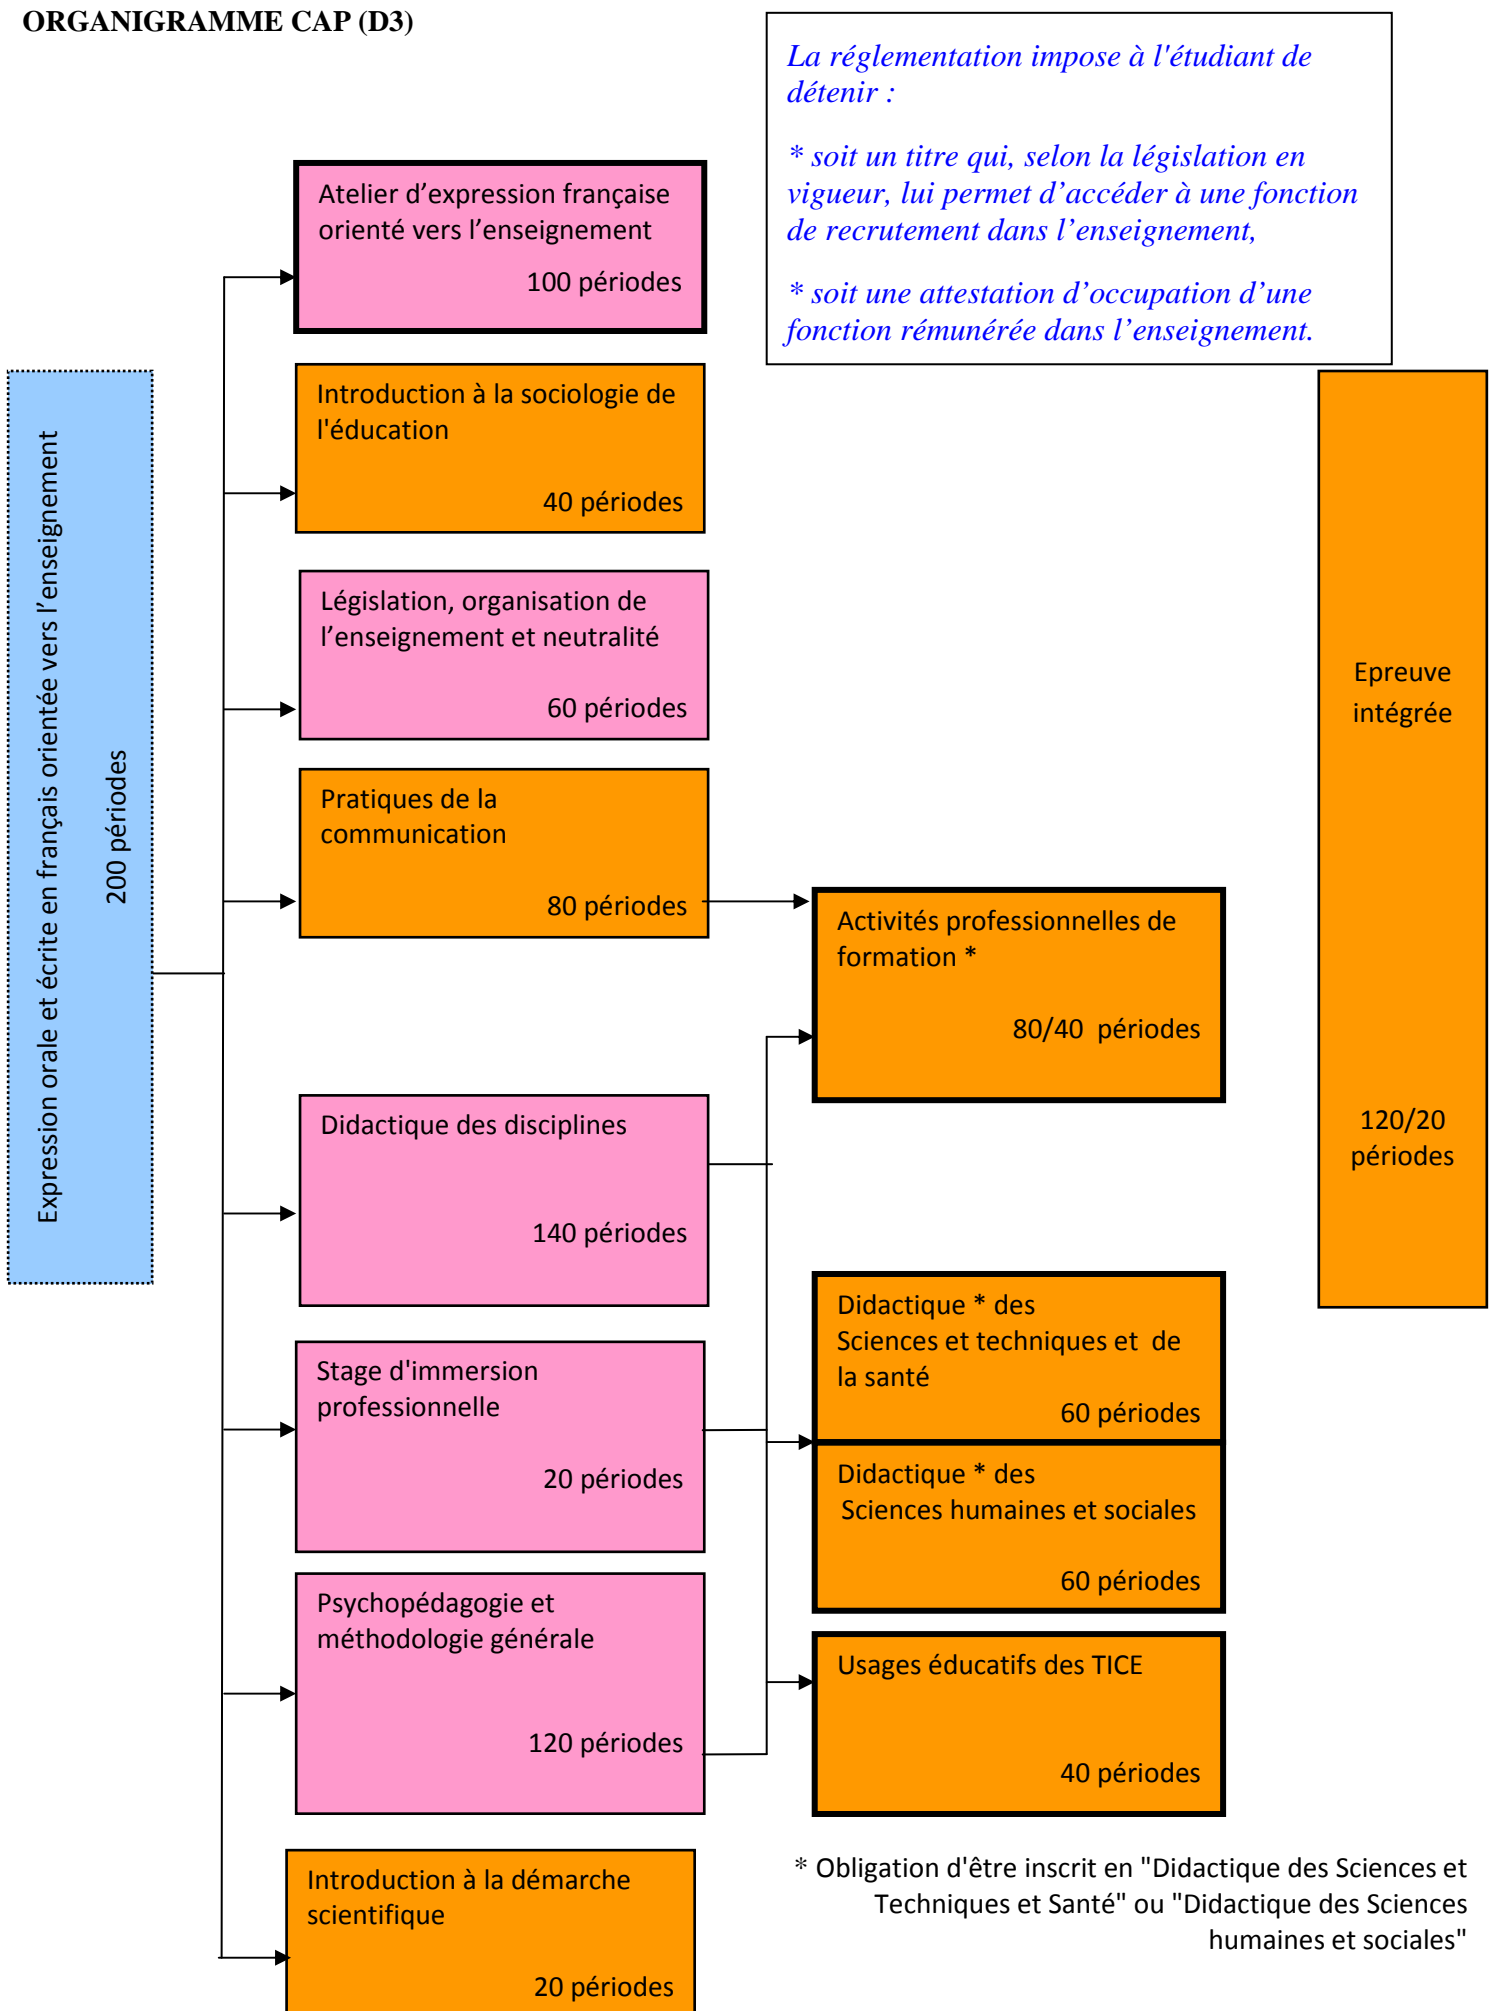 ORGANIGRAMME CAP (D3)
La réglementation impose à l'étudiant de
détenir :
* soit un titre qui, selon la législation en
vigueur, lui permet d’accéder à une fonction
de recrutement dans l’enseignement,
* soit une attestation d’occupation d’une
fonction rémunérée dans l’enseignement.
Expression orale et écrite en français orientée vers l’enseignement
200 périodes
Atelier d’expression française
orienté vers l’enseignement
100 périodes
Introduction à la sociologie de
l'éducation
40 périodes
Législation, organisation de
l’enseignement et neutralité
60 périodes
Pratiques de la
communication
80 périodes
Didactique des disciplines
140 périodes
Stage d'immersion
professionnelle
20 périodes
Psychopédagogie et
méthodologie générale
120 périodes
Introduction à la démarche
scientifique
20 périodes
Activités professionnelles de
formation *
80/40 périodes
Didactique * des
Sciences et techniques et de
la santé
60 périodes
Didactique * des
Sciences humaines et sociales
60 périodes
Usages éducatifs des TICE
40 périodes
Epreuve
intégrée
120/20
périodes
* Obligation d'être inscrit en "Didactique des Sciences et
Techniques et Santé" ou "Didactique des Sciences
humaines et sociales"